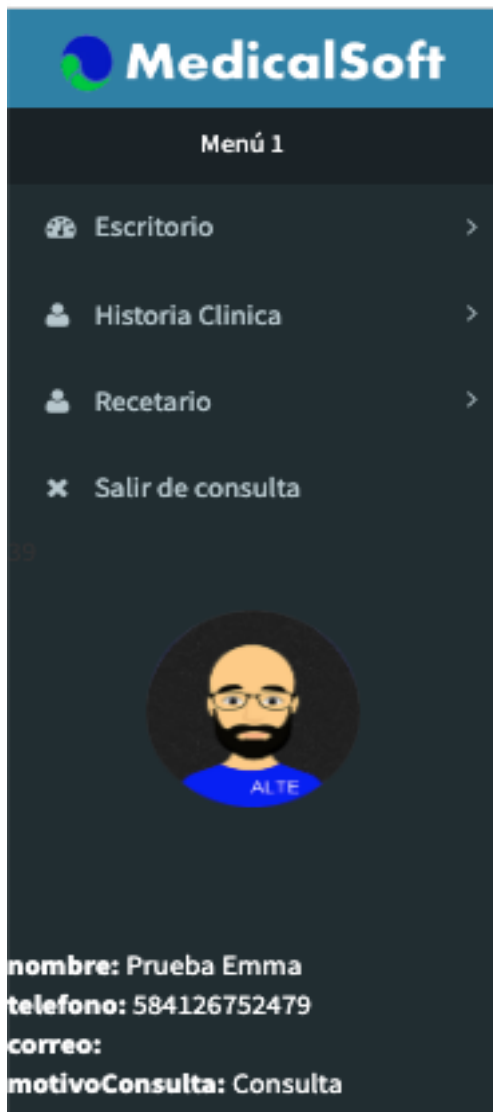 MedicalSoft
Menú 1
Escritorio
Historia Clinica
Recetario
Salir de consulta
39
ALTE
nombre: Prueba Emma
telefono: 584126752479
correo:
motivoConsulta: Consulta